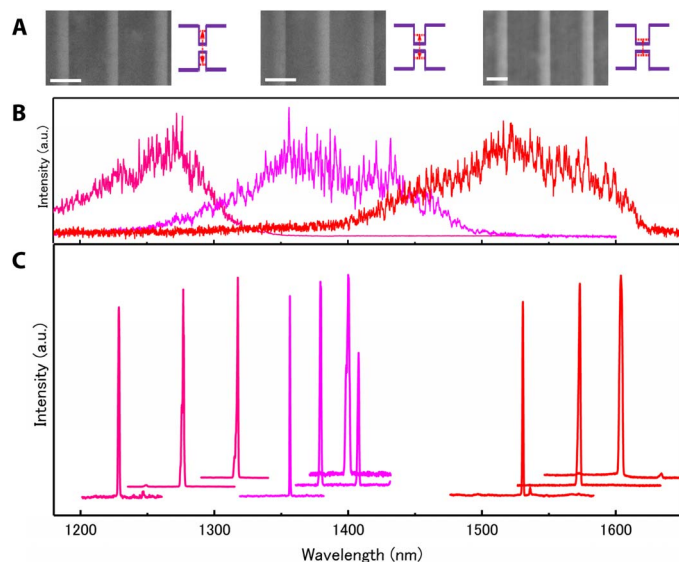 A
B
Intensity (a.u.)
C
Intensity (a.u.)
1200 1300 1400 1500 1600
Wavelength (nm)